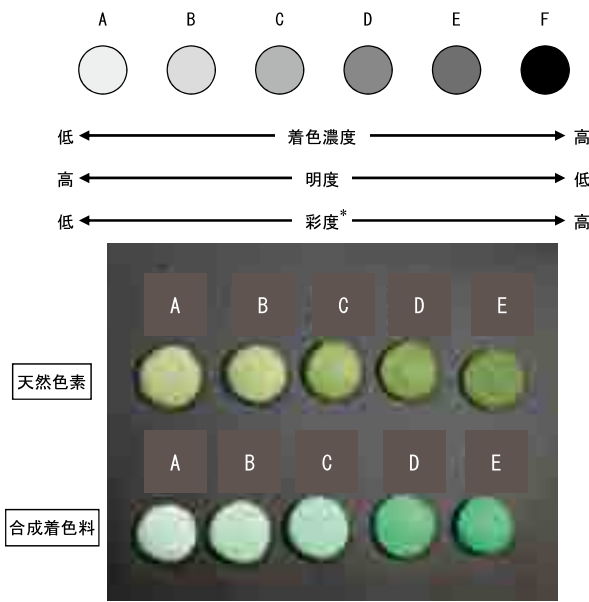 A B C D E F
低 着色濃度 高
高 明度 低
低 彩度* 高
A B C D E
天然色素
A B C D E
合成着色料